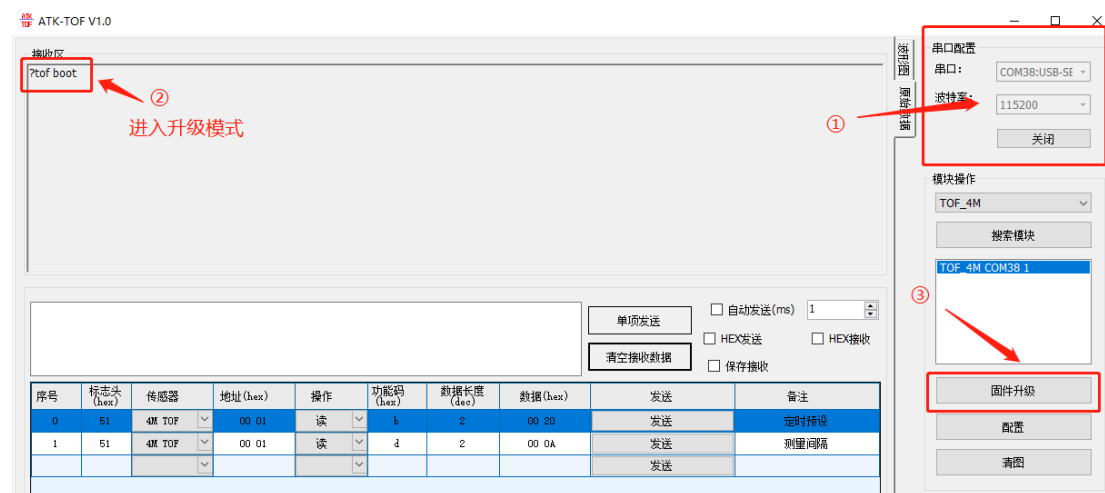 ATK-TOF V1.0
接收区
?tof boot
②
进入升级模式
波形图
原始数据
①
串口配置
串口：
COM38:USB-SE
波特率：
115200
关闭
模块操作
TOF_4M
搜索模块
TOF_4M COM38 1
③
固件升级
配置
清图
单项发送
自动发送(ms)
1
HEX发送
HEX接收
清空接收数据
保存接收
序号 标志头(hex) 传感器 地址(hex) 操作 功能码(hex) 数据长度(dec) 数据(hex) 发送 备注
0 51 4M TOF 00 01 读 b 2 00 20 发送 定时预设
1 51 4M TOF 00 01 读 d 2 00 0A 发送 测量间隔
发送